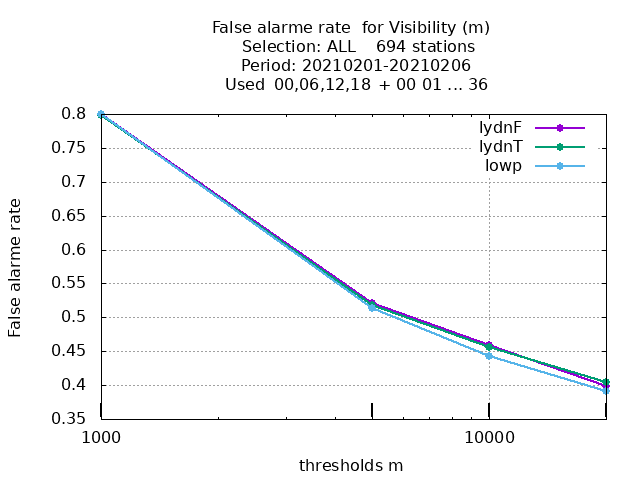 False alarme rate  for Visibility (m)
Selection: ALL    694 stations
Period: 20210201-20210206
Used  00,06,12,18  + 00 01 ... 36
0.8
0.75
0.7
0.65
0.6
0.55
0.5
0.45
0.4
0.35
False alarme rate
lydnF
lydnT
lowp
1000
10000
thresholds m